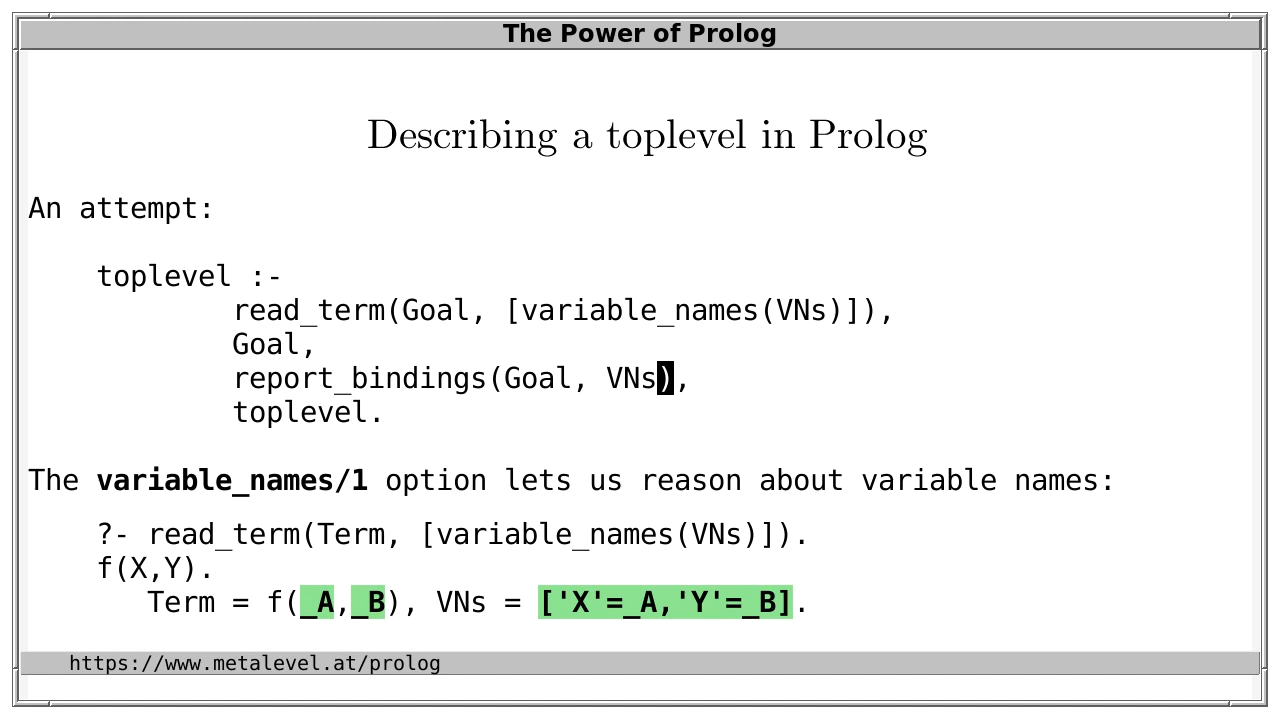 The Power of Prolog
Describing a toplevel in Prolog
An attempt:
toplevel :-
read_term(Goal, [variable_names(VNs)]),
Goal,
report_bindings(Goal, VNs),
toplevel.
The variable_names/1 option lets us reason about variable names:
?- read_term(Term, [variable_names(VNs)]).
f(X,Y).
Term = f(_A,_B), VNs = ['X'=_A,'Y'=_B].
https://www.metalevel.at/prolog